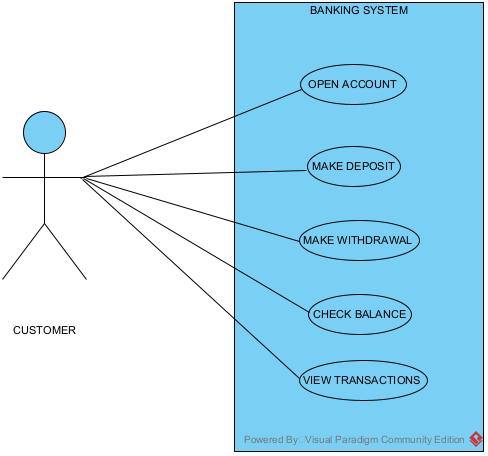 BANKING SYSTEM
OPEN ACCOUNT
MAKE DEPOSIT
MAKE WITHDRAWAL
CHECK BALANCE
CUSTOMER
VIEW TRANSACTIONS
Powered By: Visual Paradigm Community Edition